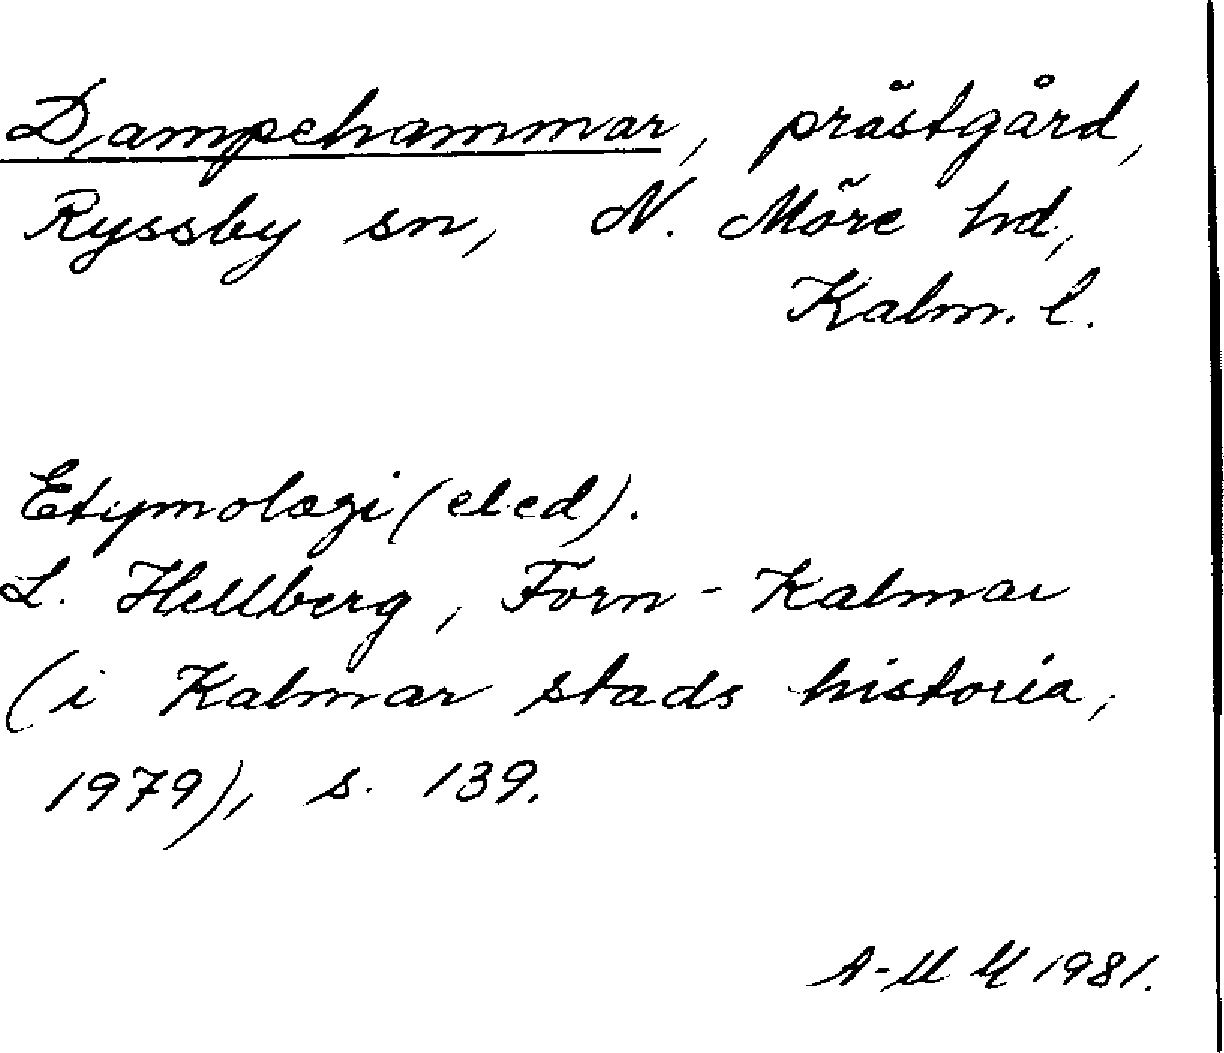 Dampehammar, prästgård,
Ryssby sn, N. Möre hd,
Kalm. l.
Etymologi (eled).
L. Hellberg, Forn-Kalmar
(i Kalmar stads historia,
1979), s. 139.
1981.